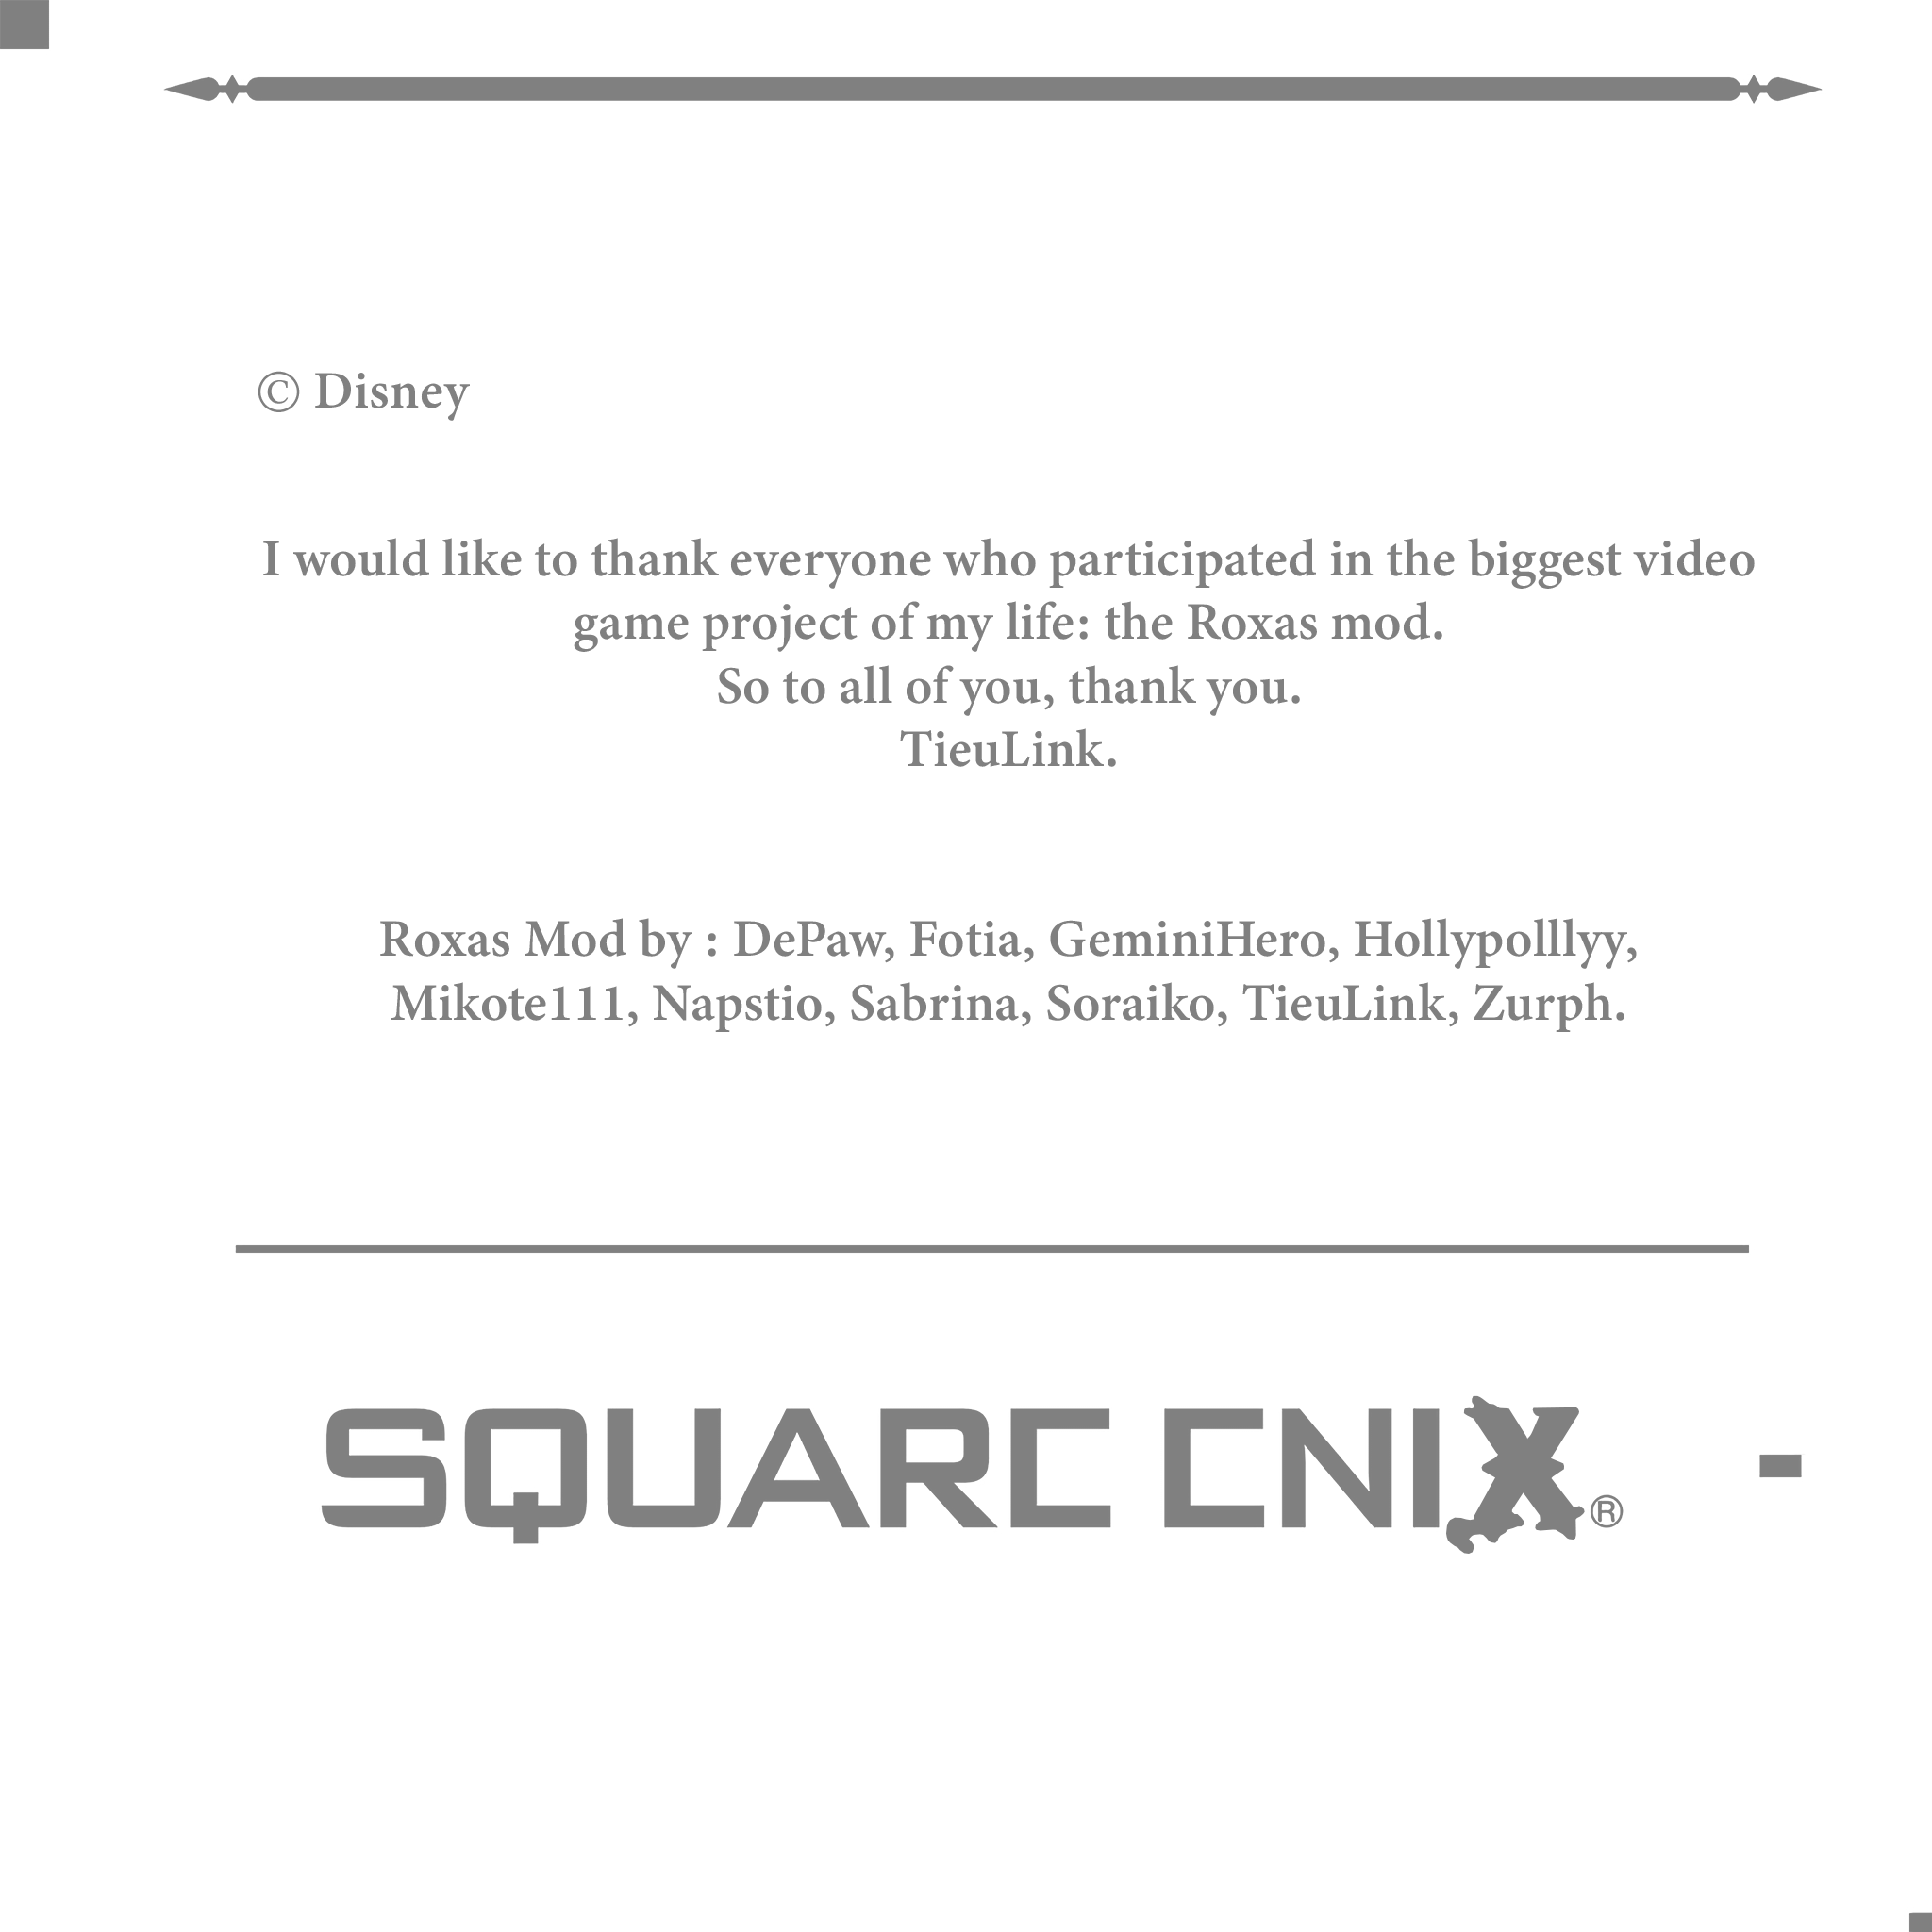 © Disney
I would like to thank everyone who participated in the biggest video
game project of my life: the Roxas mod.
So to all of you, thank you.
TieuLink.
Roxas Mod by : DePaw, Fotia, GeminiHero, Hollypolllyy,
Mikote111, Napstio, Sabrina, Soraiko, TieuLink, Zurph.
SQUARE ENIX® -